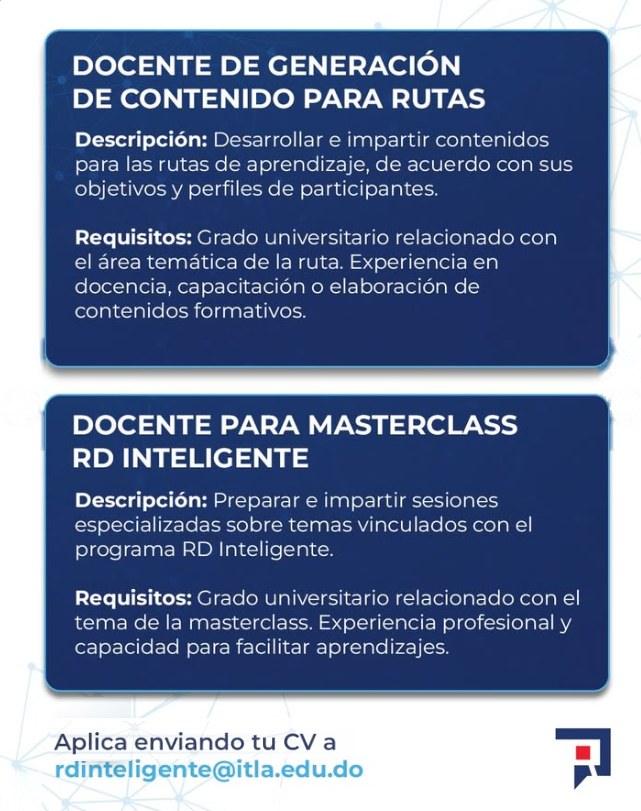 DOCENTE DE GENERACIÓN
DE CONTENIDO PARA RUTAS
Descripción: Desarrollar e impartir contenidos
para las rutas de aprendizaje, de acuerdo con sus
objetivos y perfiles de participantes.
Requisitos: Grado universitario relacionado con
el área temática de la ruta. Experiencia en
docencia, capacitación o elaboración de
contenidos formativos.
DOCENTE PARA MASTERCLASS
RD INTELIGENTE
Descripción: Preparar e impartir sesiones
especializadas sobre temas vinculados con el
programa RD Inteligente.
Requisitos: Grado universitario relacionado con el
tema de la masterclass. Experiencia profesional y
capacidad para facilitar aprendizajes.
Aplica enviando tu CV a
rdinteligente@itla.edu.do